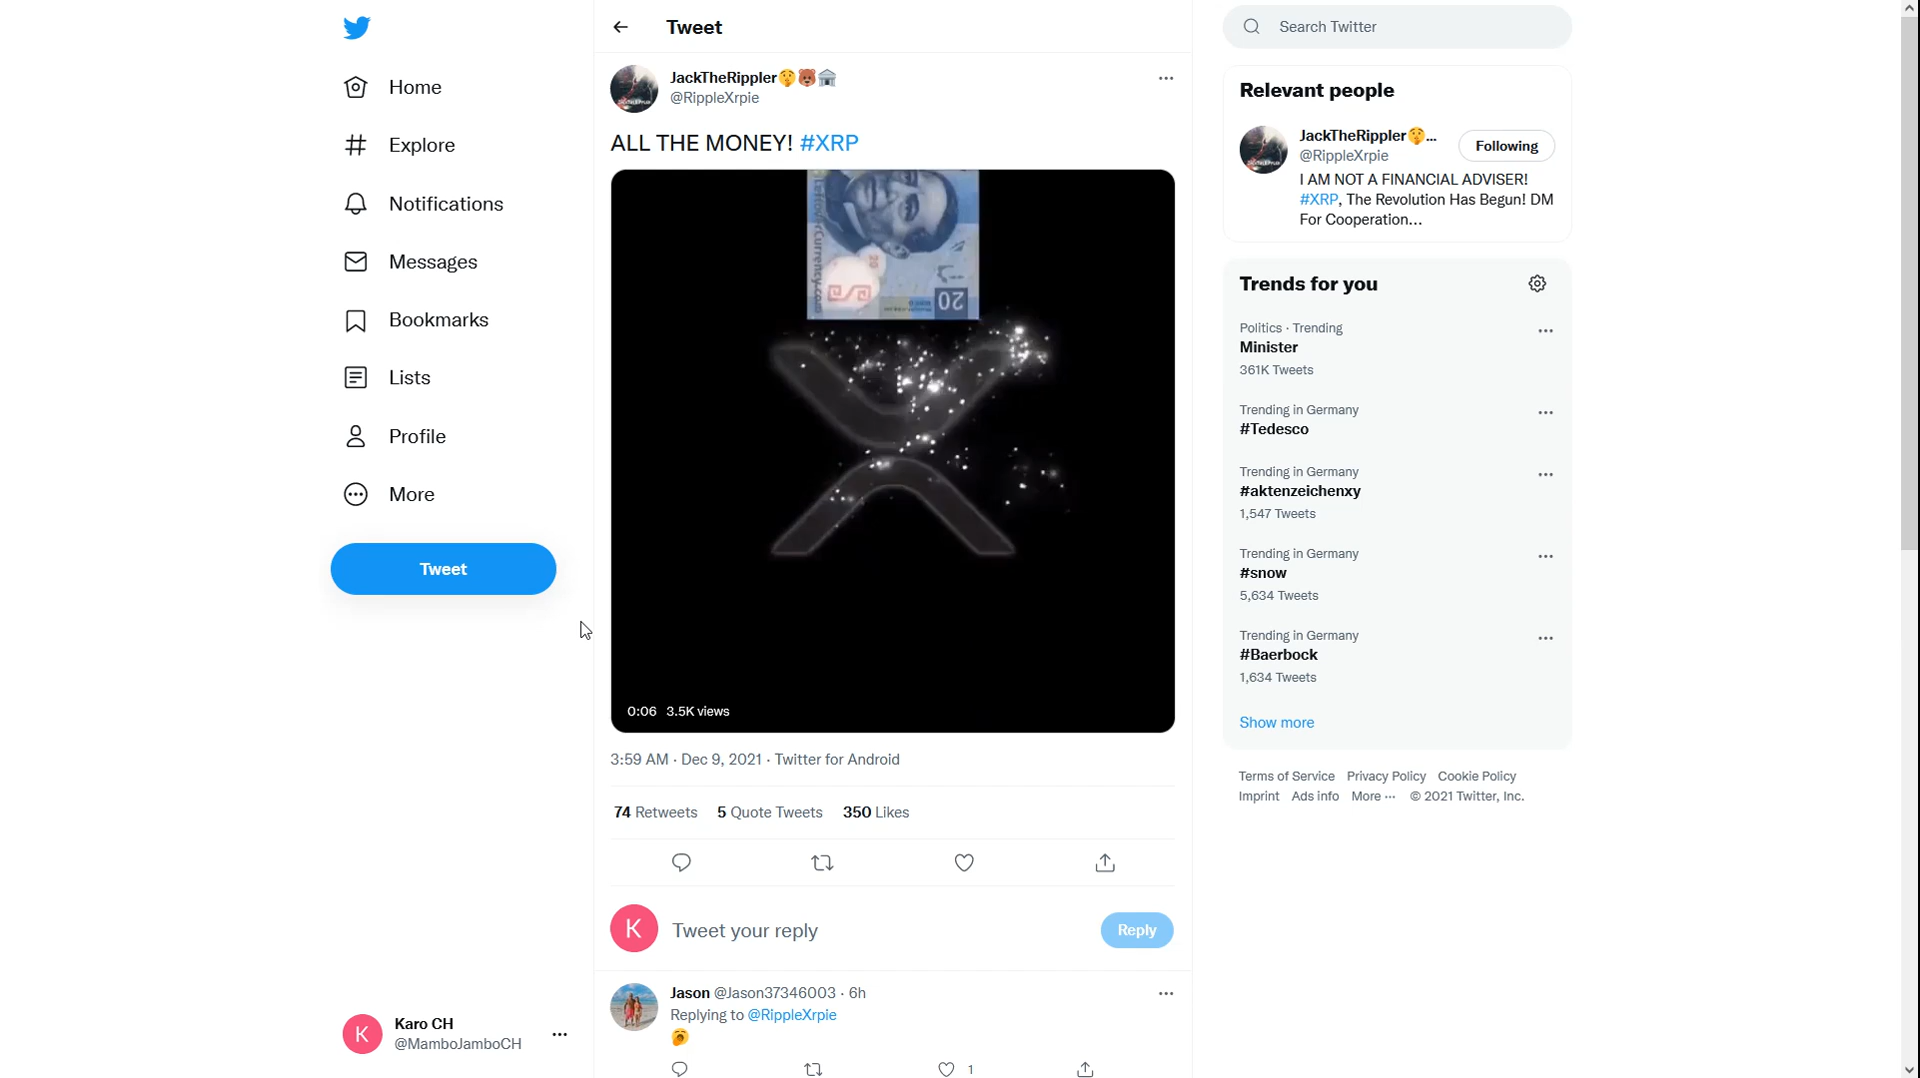 Home
Explore
Notifications
Messages
Bookmarks
Lists
Profile
More
Tweet
Karo CH
@MamboJamboCH
K
Tweet
JackTheRippler🤫🐻🏛️
@RippleXrpie
ALL THE MONEY! #XRP
LeftoverCurrency.com
20
20
0:06 3.5K views
3:59 AM · Dec 9, 2021 · Twitter for Android
74 Retweets 5 Quote Tweets 350 Likes
K
Tweet your reply
Reply
Jason @Jason37346003 · 6h
Replying to @RippleXrpie
1
Search Twitter
Relevant people
JackTheRippler🤫...
@RippleXrpie
Following
I AM NOT A FINANCIAL ADVISER!
#XRP, The Revolution Has Begun! DM
For Cooperation...
Trends for you
Politics · Trending
Minister
361K Tweets
Trending in Germany
#Tedesco
Trending in Germany
#aktenzeichenxy
1,547 Tweets
Trending in Germany
#snow
5,634 Tweets
Trending in Germany
#Baerbock
1,634 Tweets
Show more
Terms of Service Privacy Policy Cookie Policy
Imprint Ads info More ··· © 2021 Twitter, Inc.